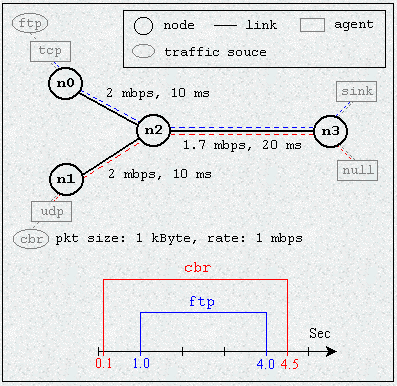 ftp
node
link
agent
tcp
traffic souce
n0
2 mbps, 10 ms
sink
n2
n3
1.7 mbps, 20 ms
n1
2 mbps, 10 ms
null
udp
cbr
pkt size: 1 kByte, rate: 1 mbps
cbr
ftp
Sec
0.1
1.0
4.0
4.5